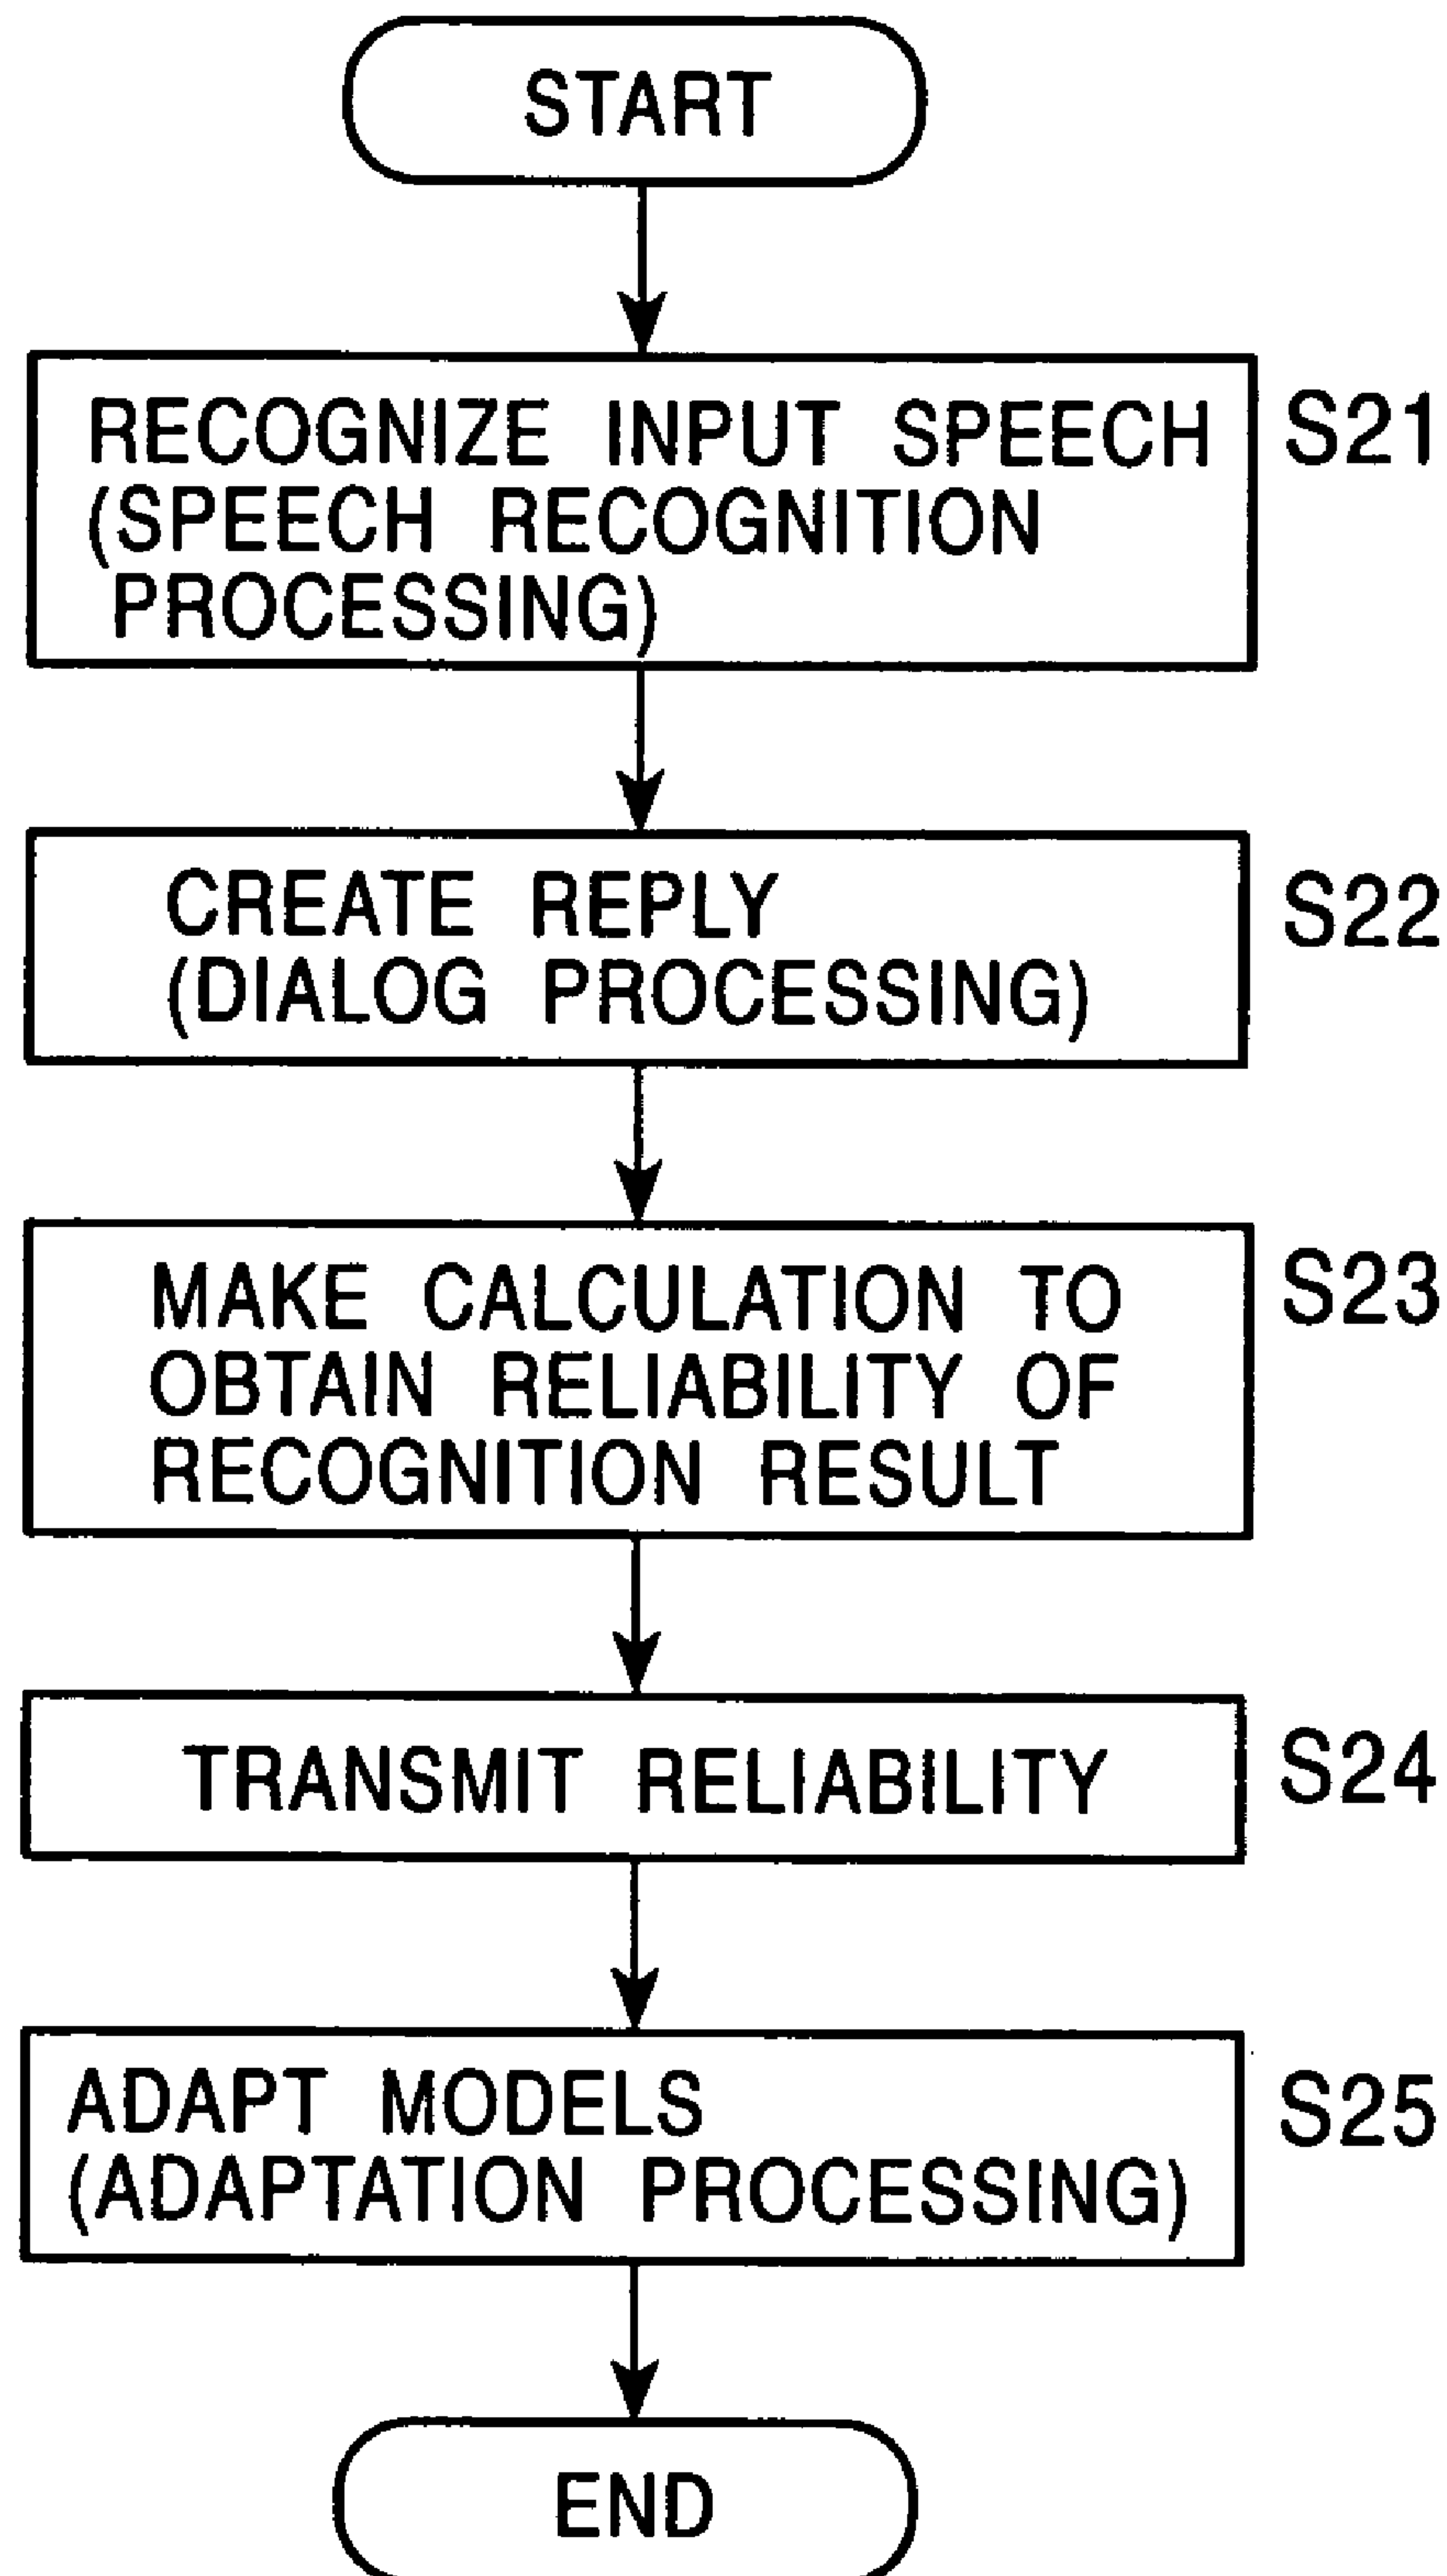 START
RECOGNIZE INPUT SPEECH
(SPEECH RECOGNITION
PROCESSING)
S21
CREATE REPLY
(DIALOG PROCESSING)
S22
MAKE CALCULATION TO
OBTAIN RELIABILITY OF
RECOGNITION RESULT
S23
TRANSMIT RELIABILITY
S24
ADAPT MODELS
(ADAPTATION PROCESSING)
S25
END